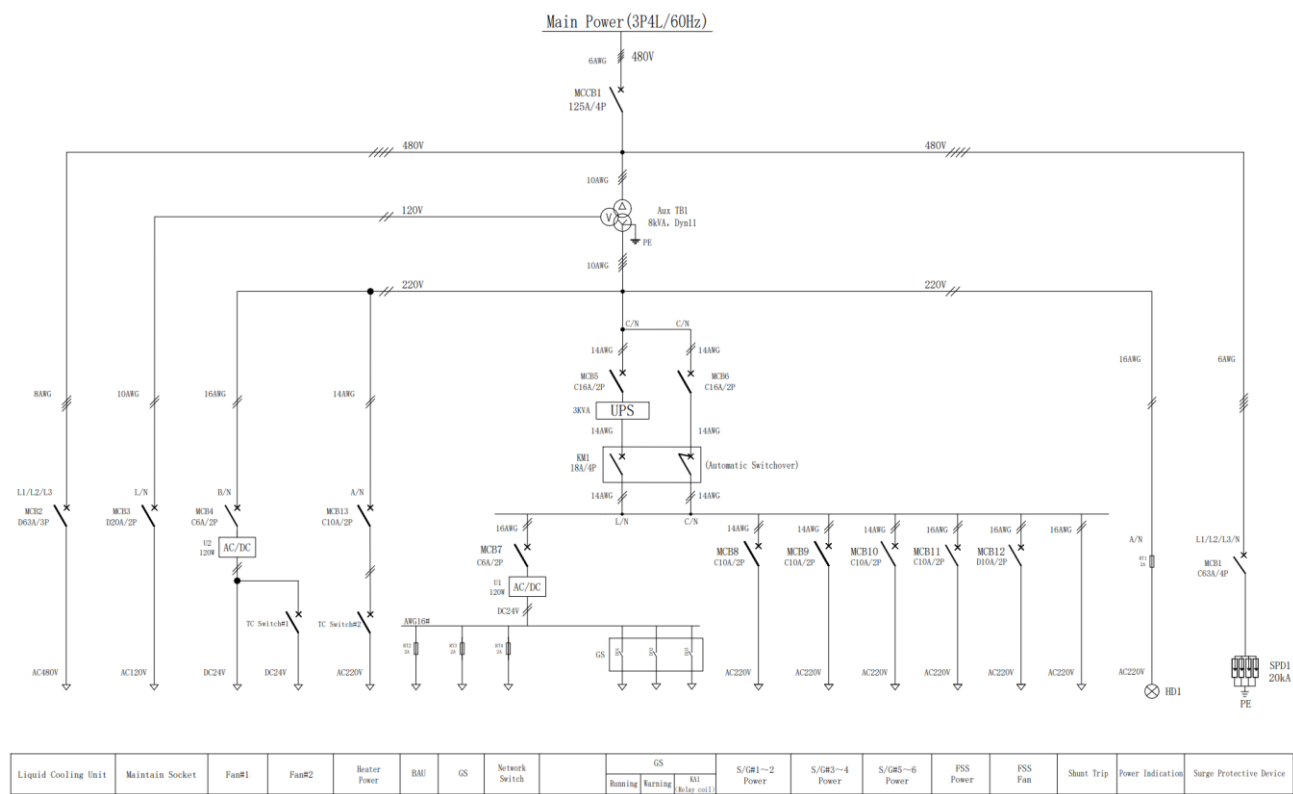 Main Power(3P4L/60Hz)
6AWG
480V
MCCB1
125A/4P
480V
480V
10AWG
120V
V
Aux TB1
8kVA, Dyn11
PE
10AWG
220V
220V
C/N
C/N
14AWG
14AWG
16AWG
6AWG
MCB5
C16A/2P
MCB6
C16A/2P
8AWG
10AWG
16AWG
14AWG
3KVA
UPS
14AWG
14AWG
KM1
18A/4P
(Automatic Switchover)
L1/L2/L3
L/N
B/N
A/N
14AWG
14AWG
MCB2
D63A/3P
MCB3
D20A/2P
MCB4
C6A/2P
MCB13
C10A/2P
L/N
C/N
16AWG
14AWG
14AWG
14AWG
16AWG
16AWG
16AWG
U2
120W
AC/DC
MCB7
C6A/2P
MCB8
C10A/2P
MCB9
C10A/2P
MCB10
C10A/2P
MCB11
C10A/2P
MCB12
D10A/2P
A/N
2A
L1/L2/L3/N
MCB1
C63A/4P
U1
120W
AC/DC
DC24V
TC Switch#1
TC Switch#2
AWG16#
2A
2A
2A
GS
AC480V
AC120V
DC24V
DC24V
AC220V
AC220V
AC220V
AC220V
AC220V
AC220V
AC220V
AC220V
HD1
SPD1
20kA
PE
Liquid Cooling Unit
Maintain Socket
Fan#1
Fan#2
Heater
Power
BAU
GS
Network
Switch
GS
Running
Warning
KA1
(Relay coil)
S/G#1~2
Power
S/G#3~4
Power
S/G#5~6
Power
FSS
Power
FSS
Fan
Shunt Trip
Power Indication
Surge Protective Device